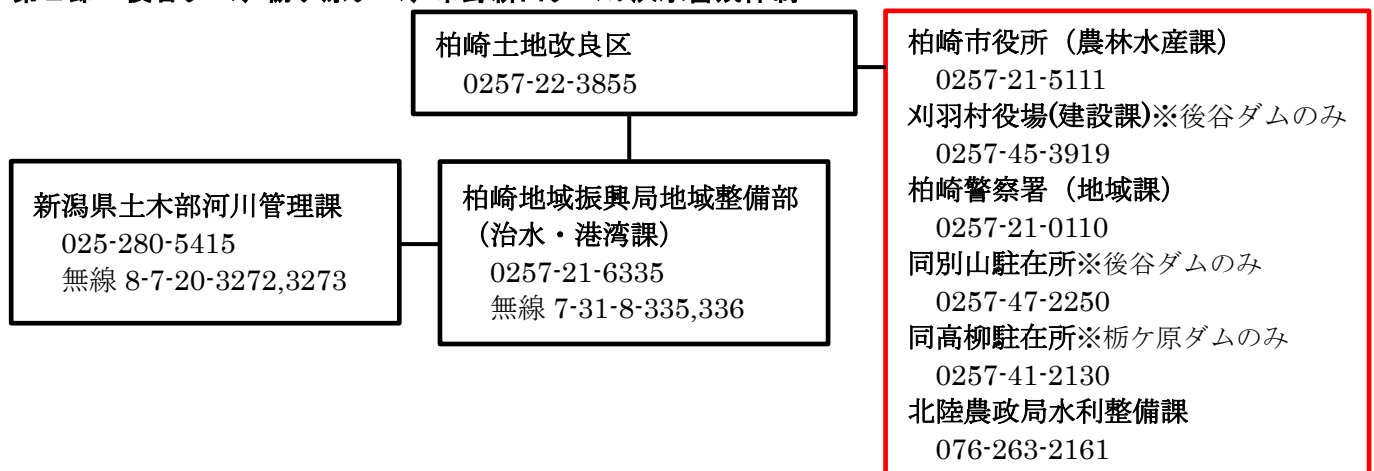 柏崎土地改良区
0257-22-3855
柏崎市役所（農林水産課）
0257-21-5111
刈羽村役場(建設課)※後谷ダムのみ
0257-45-3919
柏崎警察署（地域課）
0257-21-0110
同別山駐在所※後谷ダムのみ
0257-47-2250
同高柳駐在所※栃ケ原ダムのみ
0257-41-2130
北陸農政局水利整備課
076-263-2161
新潟県土木部河川管理課
025-280-5415
無線 8-7-20-3272,3273
柏崎地域振興局地域整備部
（治水・港湾課）
0257-21-6335
無線 7-31-8-335,336